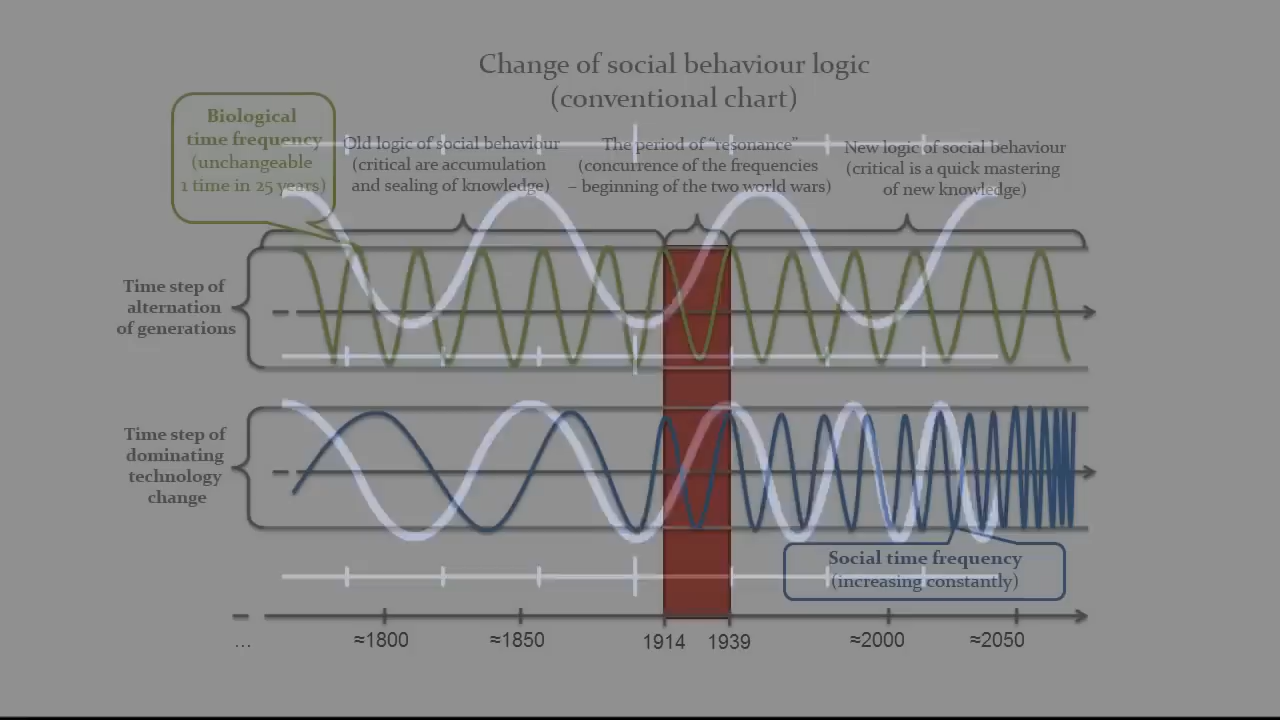 Change of social behaviour logic
(conventional chart)
Biological
time frequency
(unchangeable
1 time in 25 years)
Old logic of social behaviour
(critical are accumulation
and sealing of knowledge)
The period of “resonance”
(concurrence of the frequencies
– beginning of the two world wars)
New logic of social behaviour
(critical is a quick mastering
of new knowledge)
Time step of
alternation
of generations
Time step of
dominating
technology
change
Social time frequency
(increasing constantly)
... ≈1800 ≈1850 1914 1939 ≈2000 ≈2050